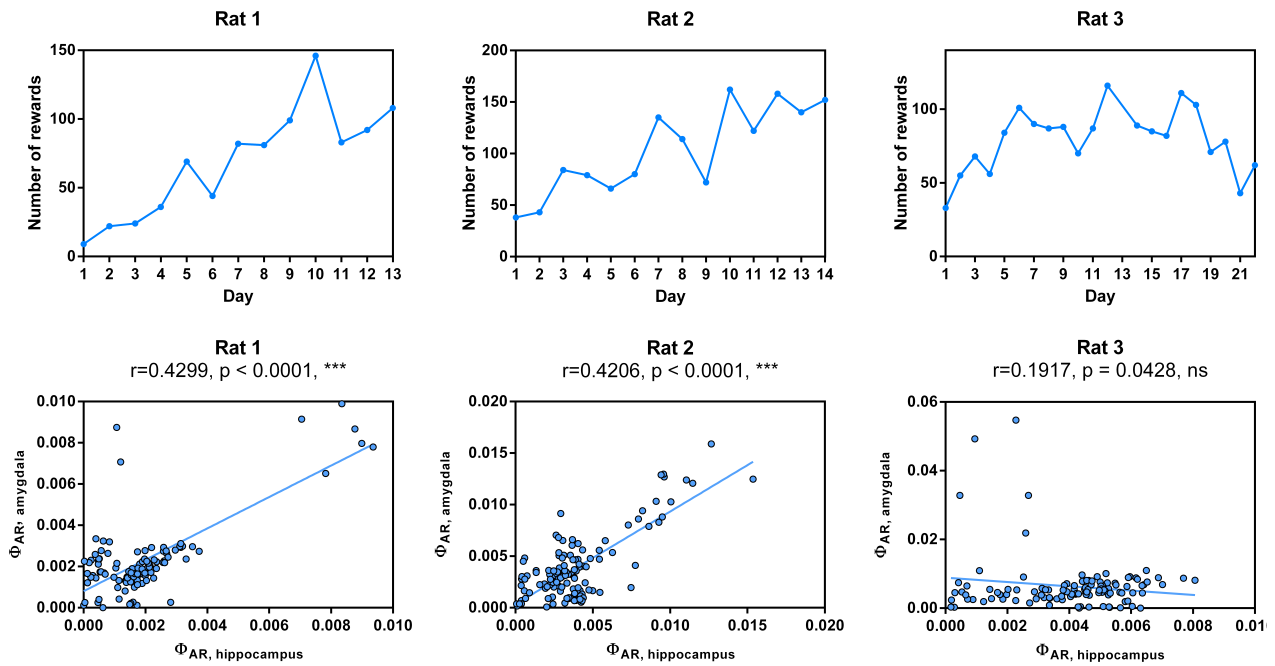 Rat 1
Number of rewards
150
100
50
0
1 2 3 4 5 6 7 8 9 10 11 12 13
Day
Rat 2
Number of rewards
200
150
100
50
0
1 2 3 4 5 6 7 8 9 10 11 12 13 14
Day
Rat 3
Number of rewards
100
50
0
1 3 5 7 9 11 13 15 17 19 21
Day
Rat 1
r=0.4299, p < 0.0001, ***
ΦAR, amygdala
0.010
0.008
0.006
0.004
0.002
0.000
0.000 0.002 0.004 0.006 0.008 0.010
ΦAR, hippocampus
Rat 2
r=0.4206, p < 0.0001, ***
ΦAR, amygdala
0.020
0.015
0.010
0.005
0.000
0.000 0.005 0.010 0.015 0.020
ΦAR, hippocampus
Rat 3
r=0.1917, p = 0.0428, ns
ΦAR, amygdala
0.06
0.04
0.02
0.00
0.000 0.002 0.004 0.006 0.008 0.010
ΦAR, hippocampus